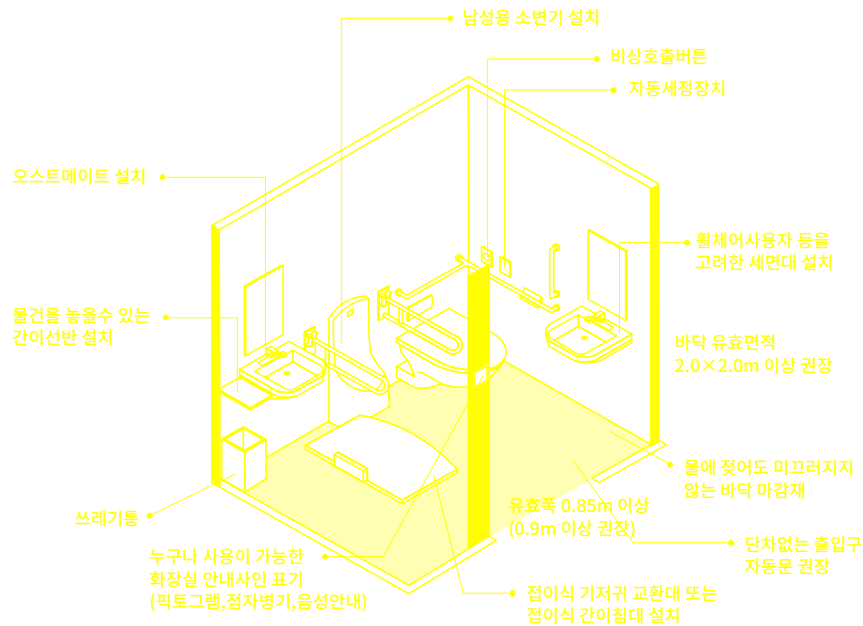 남성용 소변기 설치
비상호출버튼
자동세정장치
오스트메이트 설치
휠체어사용자 등을
고려한 세면대 설치
물건을 놓을수 있는
간이선반 설치
바닥 유효면적
2.0×2.0m 이상 권장
물에 젖어도 미끄러지지
않는 바닥 마감재
유효폭 0.85m 이상
(0.9m 이상 권장)
쓰레기통
단차없는 출입구
자동문 권장
누구나 사용이 가능한
화장실 안내사인 표기
(픽토그램,점자병기,음성안내)
접이식 기저귀 교환대 또는
접이식 간이침대 설치